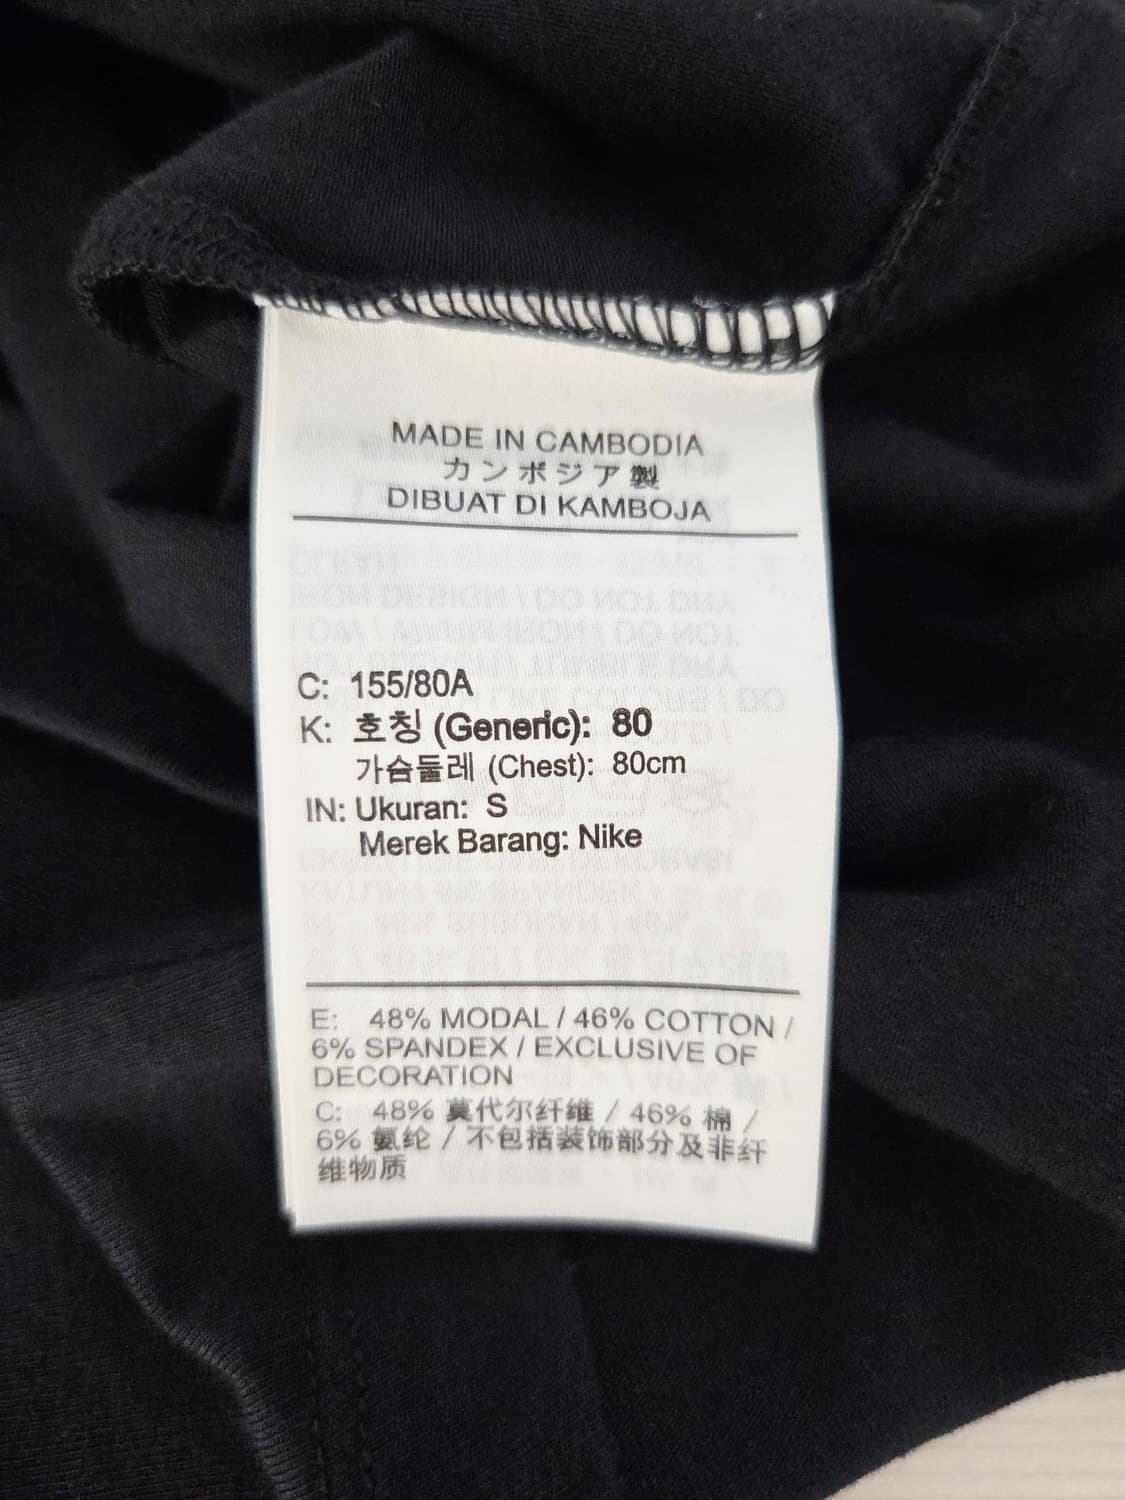 MADE IN CAMBODIA
カンボジア製
DIBUAT DI KAMBOJA
C: 155/80A
K: 호칭 (Generic): 80
가슴둘레 (Chest): 80cm
IN: Ukuran: S
Merek Barang: Nike
E: 48% MODAL / 46% COTTON /
6% SPANDEX / EXCLUSIVE OF
DECORATION
C: 48% 莫代尔纤维 / 46% 棉 /
6% 氨纶 / 不包括装饰部分及非纤
维物质